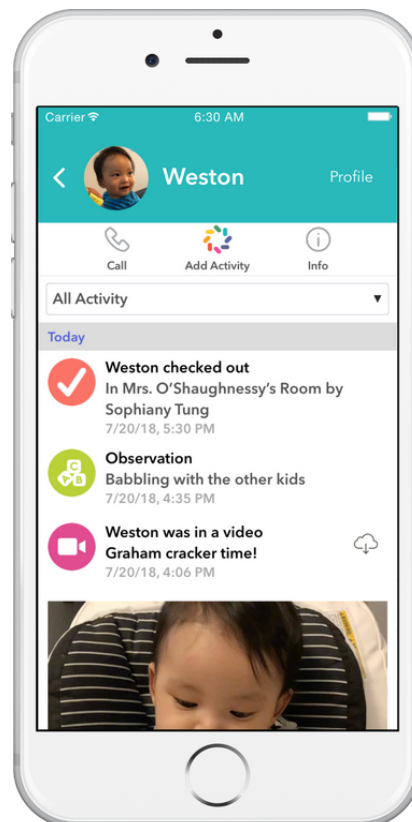 Carrier 6:30 AM
Weston
Profile
Call
Add Activity
Info
All Activity
Today
Weston checked out
In Mrs. O'Shaughnessy's Room by
Sophiany Tung
7/20/18, 5:30 PM
Observation
Babbling with the other kids
7/20/18, 4:35 PM
Weston was in a video
Graham cracker time!
7/20/18, 4:06 PM